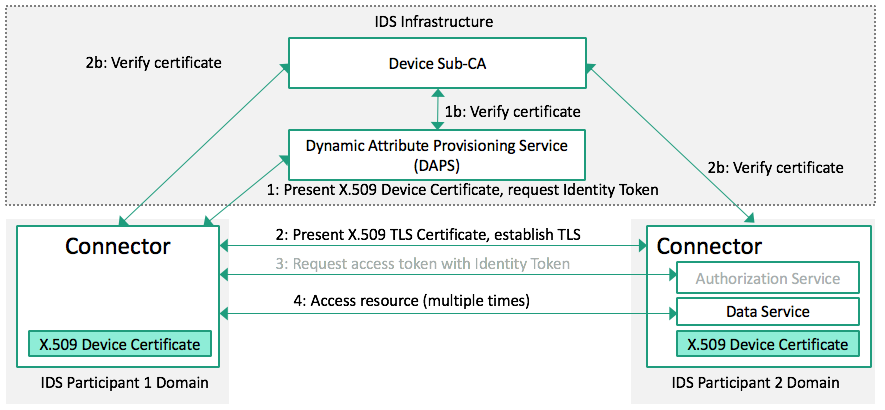 IDS Infrastructure
2b: Verify certificate
Device Sub-CA
1b: Verify certificate
Dynamic Attribute Provisioning Service
(DAPS)
2b: Verify certificate
1: Present X.509 Device Certificate, request Identity Token
Connector
2: Present X.509 TLS Certificate, establish TLS
Connector
3: Request access token with Identity Token
Authorization Service
4: Access resource (multiple times)
Data Service
X.509 Device Certificate
X.509 Device Certificate
IDS Participant 1 Domain
IDS Participant 2 Domain